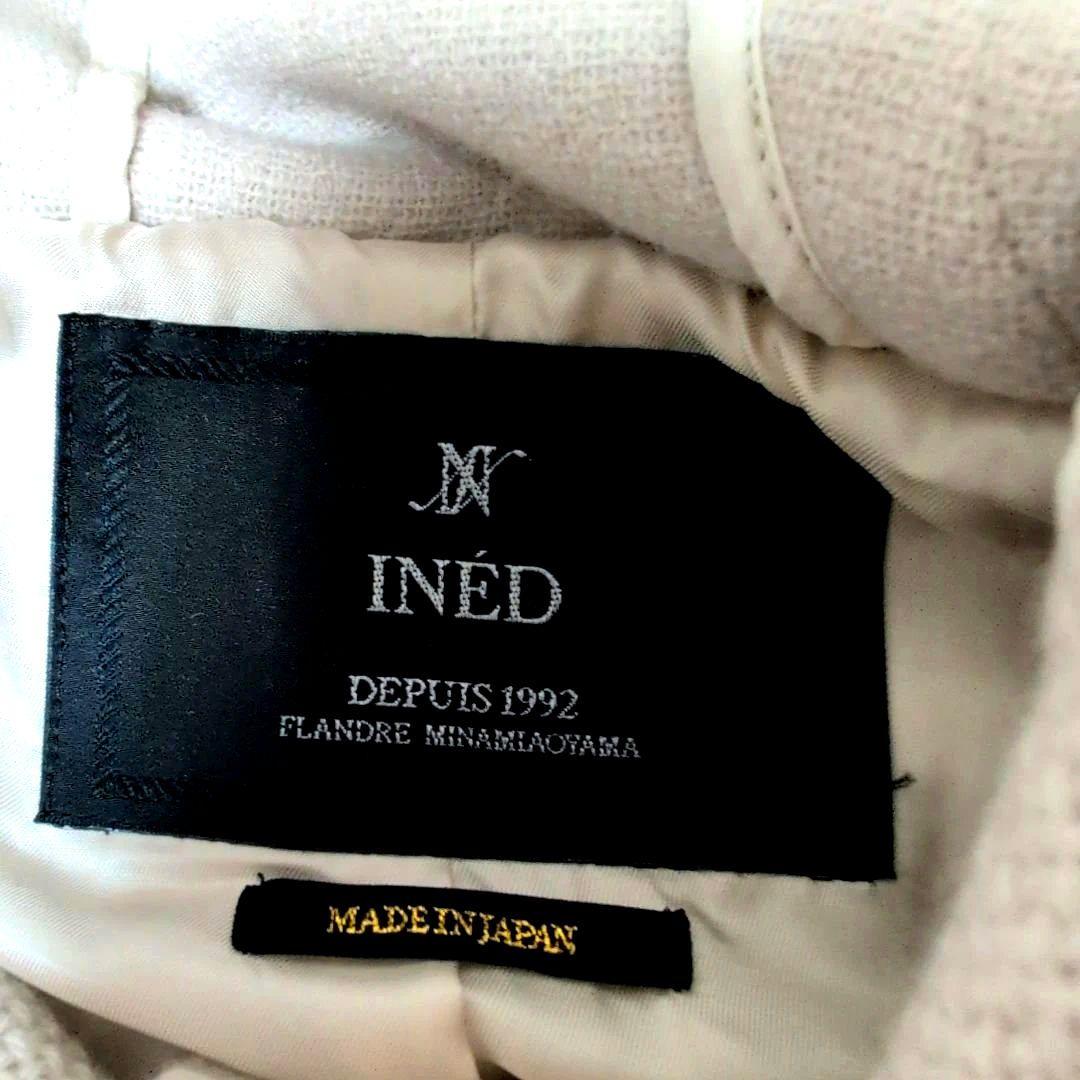 INÉD
DEPUIS 1992
FLANDRE MINAMIAOYAMA
MADE IN JAPAN